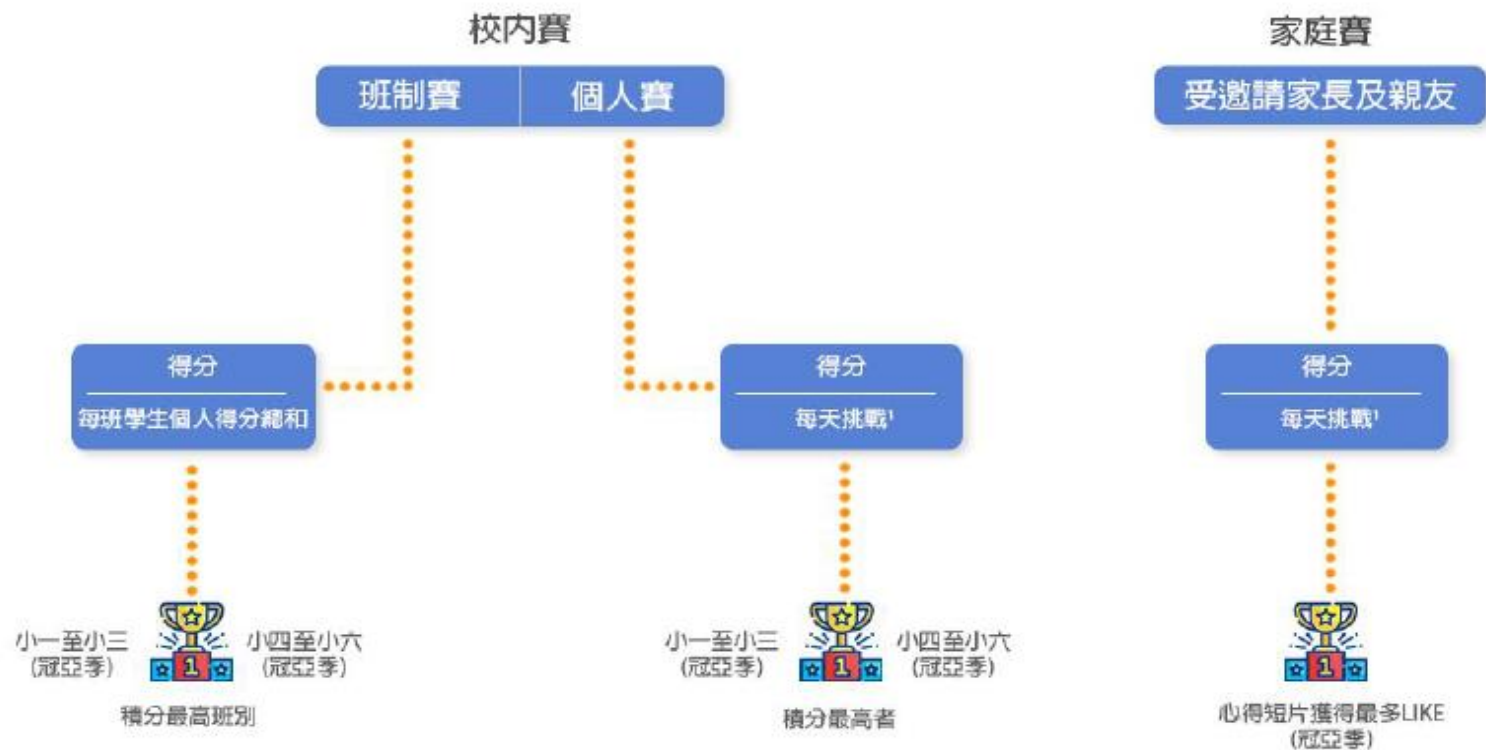 校内賽
班制賽
個人賽
得分
每班學生個人得分總和
小一至小三
(冠亞季)
1
小四至小六
(冠亞季)
積分最高班別
得分
每天挑戰¹
小一至小三
(冠亞季)
1
小四至小六
(冠亞季)
積分最高者
家庭賽
受邀請家長及親友
得分
每天挑戰¹
1
心得短片獲得最多LIKE
(冠亞季)